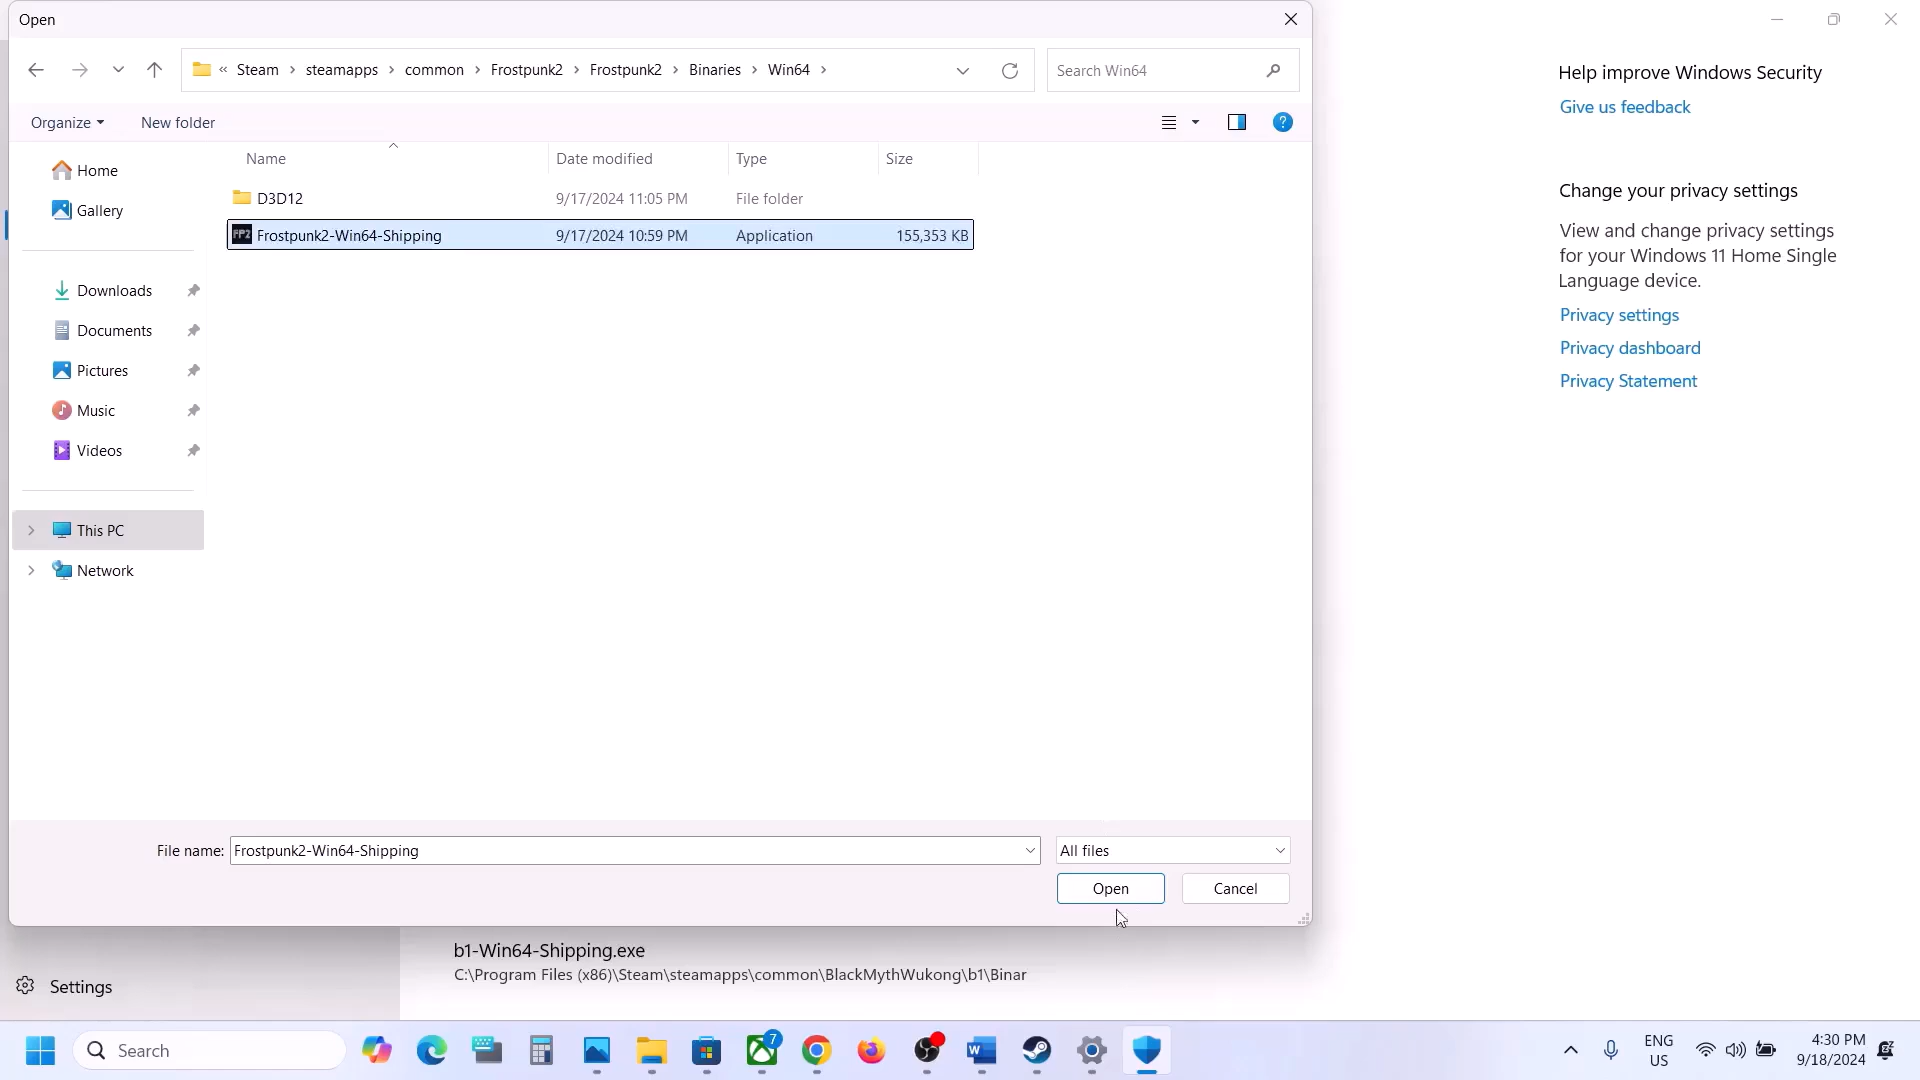 Open
« Steam > steamapps > common > Frostpunk2 > Frostpunk2 > Binaries > Win64 >
Search Win64
Organize
New folder
Name
Date modified
Type
Size
D3D12
9/17/2024 11:05 PM
File folder
FP2
Frostpunk2-Win64-Shipping
9/17/2024 10:59 PM
Application
155,353 KB
Home
Gallery
Downloads
Documents
Pictures
Music
Videos
This PC
Network
File name:
Frostpunk2-Win64-Shipping
All files
Open
Cancel
Help improve Windows Security
Give us feedback
Change your privacy settings
View and change privacy settings
for your Windows 11 Home Single
Language device.
Privacy settings
Privacy dashboard
Privacy Statement
b1-Win64-Shipping.exe
C:\Program Files (x86)\Steam\steamapps\common\BlackMythWukong\b1\Binar
Settings
Search
7
ENG
US
4:30 PM
9/18/2024